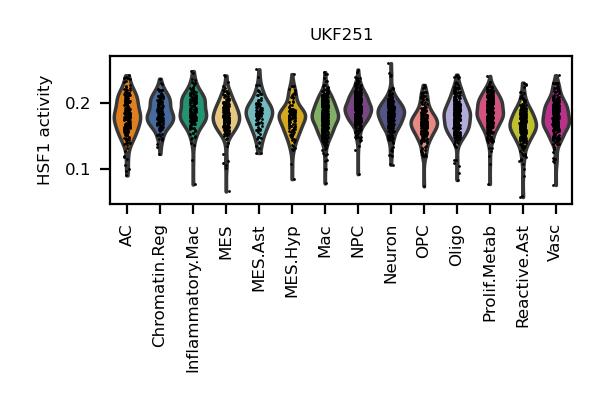 UKF251
HSF1 activity
0.2
0.1
AC
Chromatin.Reg
Inflammatory.Mac
MES
MES.Ast
MES.Hyp
Mac
NPC
Neuron
OPC
Oligo
Prolif.Metab
Reactive.Ast
Vasc